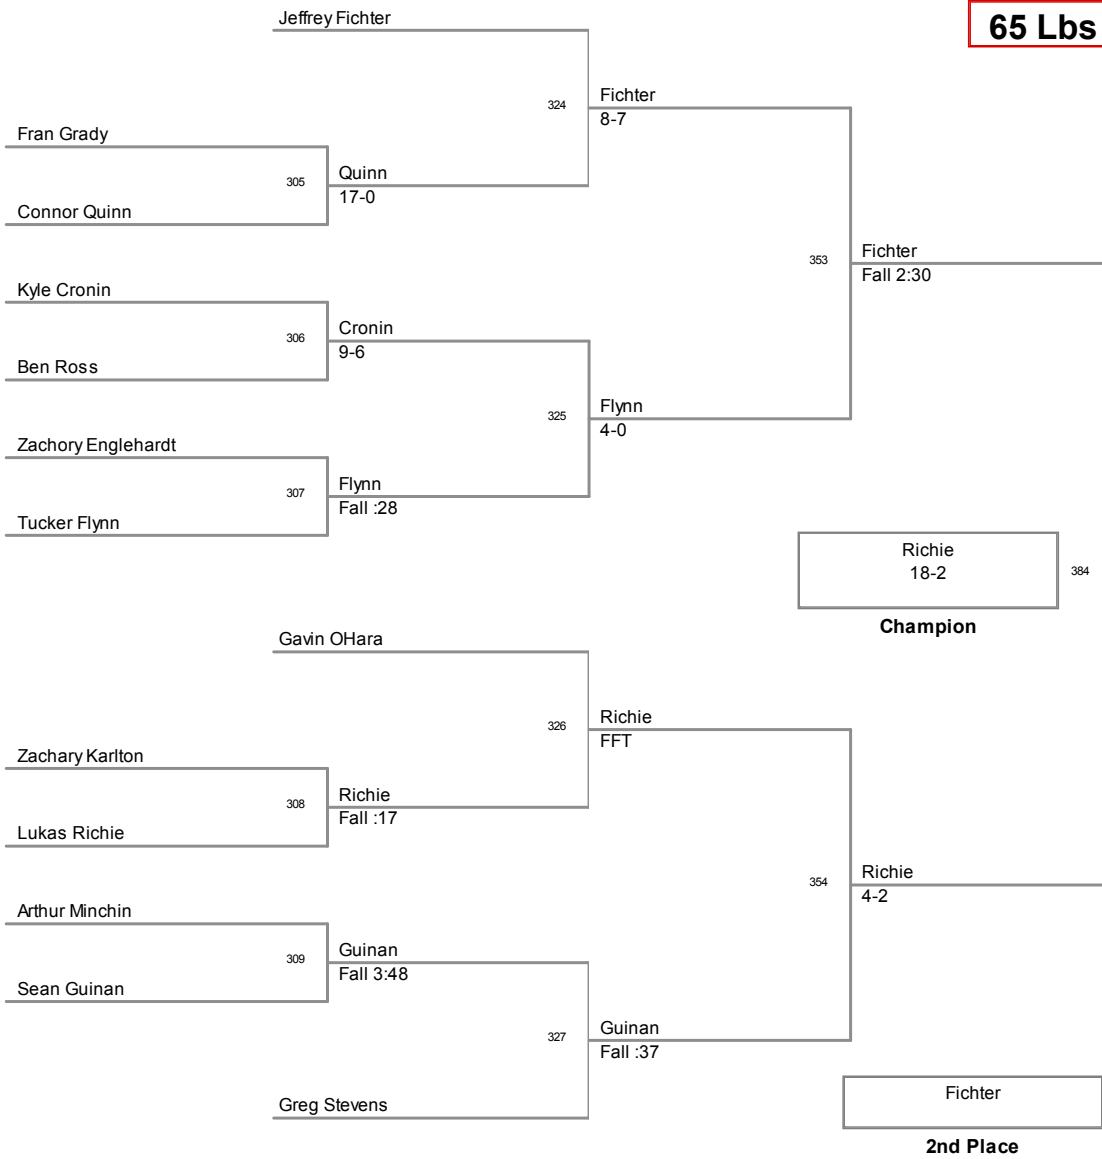 Jeffrey Fichter
65 Lbs
324
Fichter
8-7
Fran Grady
305
Quinn
17-0
Connor Quinn
353
Fichter
Fall 2:30
Kyle Cronin
306
Cronin
9-6
Ben Ross
325
Flynn
4-0
Zachory Englehardt
307
Flynn
Fall :28
Tucker Flynn
Richie
18-2
384
Champion
Gavin OHara
326
Richie
FFT
Zachary Karlton
308
Richie
Fall :17
Lukas Richie
354
Richie
4-2
Arthur Minchin
309
Guinan
Fall 3:48
Sean Guinan
327
Guinan
Fall :37
Greg Stevens
Fichter
2nd Place